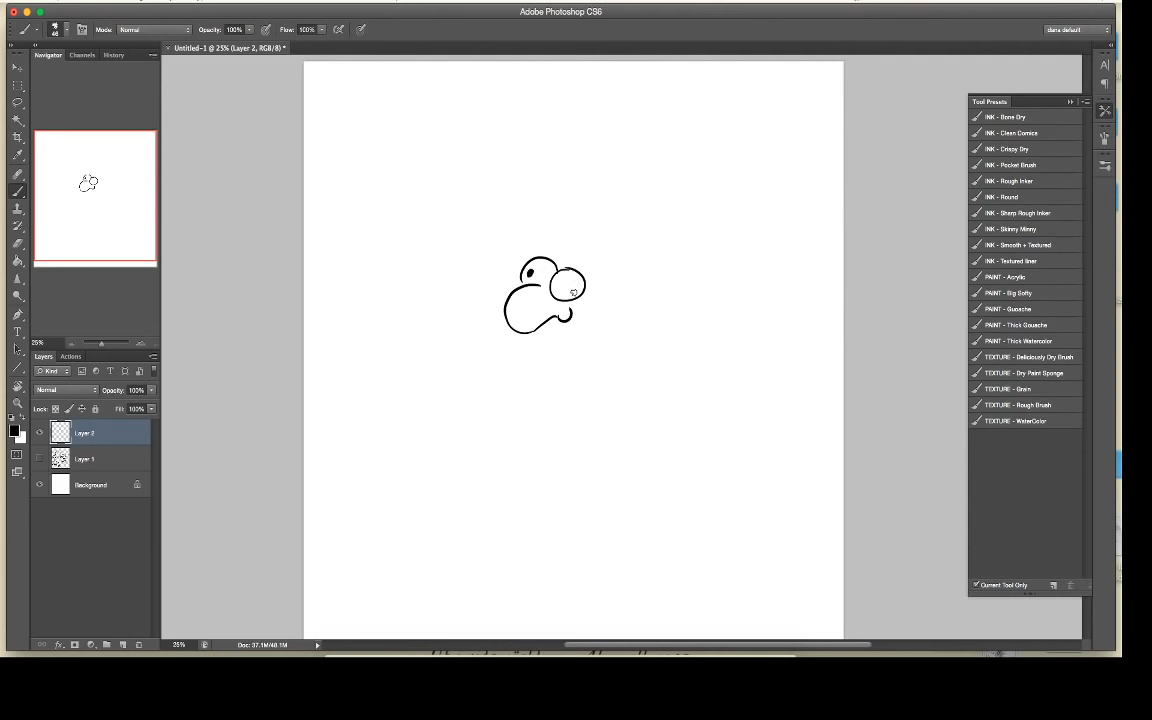 Adobe Photoshop CS6
46
Mode: Normal
Opacity: 100%
Flow: 100%
diana default
Untitled-1 @ 25% (Layer 2, RGB/8) *
Navigator
Channels
History
25%
Layers
Actions
Kind
Normal
Opacity: 100%
Lock:
Fill: 100%
Layer 2
Layer 1
Background
Tool Presets
INK - Bone Dry
INK - Clean Comics
INK - Crispy Dry
INK - Pocket Brush
INK - Rough Inker
INK - Round
INK - Sharp Rough Inker
INK - Skinny Minny
INK - Smooth + Textured
INK - Textured liner
PAINT - Acrylic
PAINT - Big Softy
PAINT - Guoache
PAINT - Thick Gouache
PAINT - Thick Watercolor
TEXTURE - Deliciously Dry Brush
TEXTURE - Dry Paint Sponge
TEXTURE - Grain
TEXTURE - Rough Brush
TEXTURE - WaterColor
Current Tool Only
25%
Doc: 37.1M/48.1M